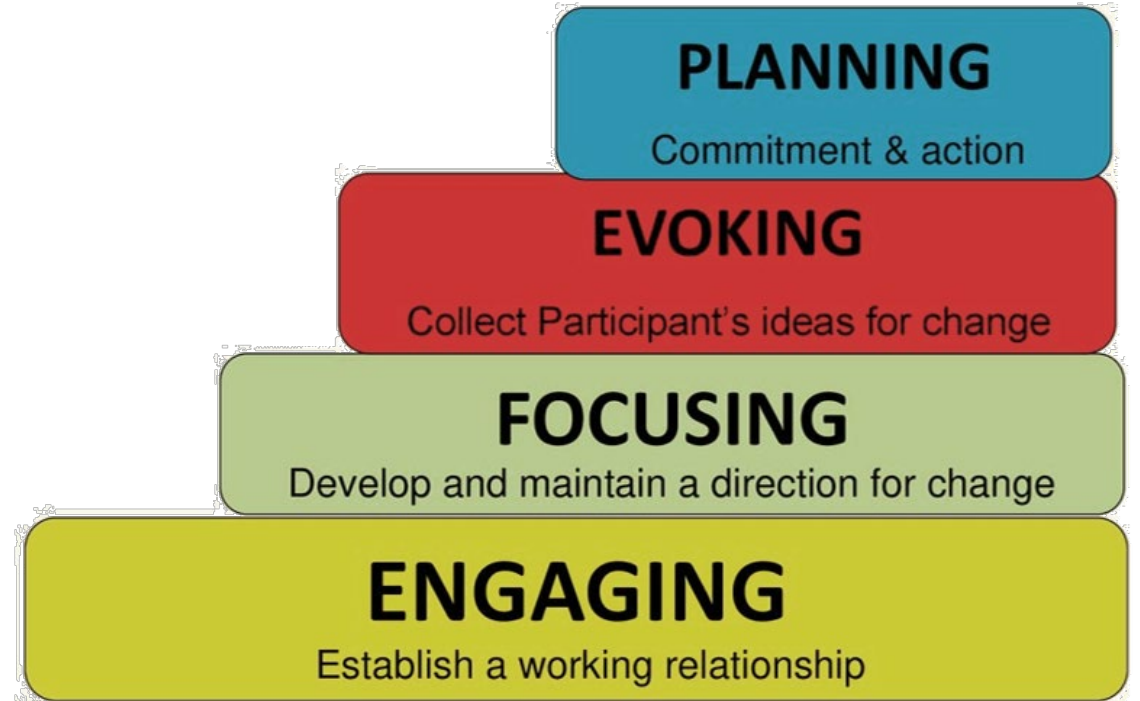 PLANNING
Commitment & action
EVOKING
Collect Participant’s ideas for change
FOCUSING
Develop and maintain a direction for change
ENGAGING
Establish a working relationship